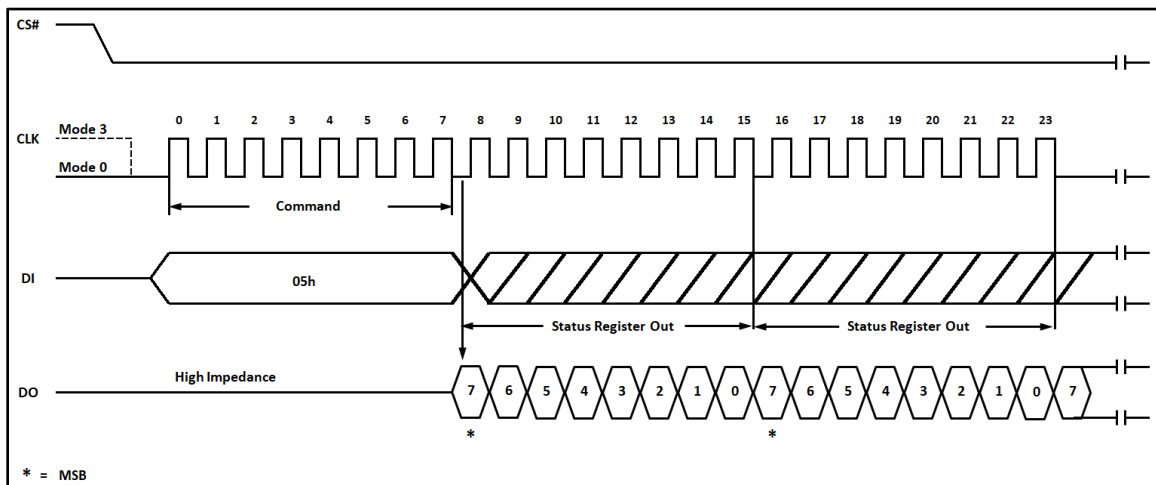 CS#
0 1 2 3 4 5 6 7 8 9 10 11 12 13 14 15 16 17 18 19 20 21 22 23
Mode 3
CLK
Mode 0
Command
DI
05h
Status Register Out Status Register Out
High Impedance
DO
7 6 5 4 3 2 1 0 7 6 5 4 3 2 1 0 7
* *
* = MSB